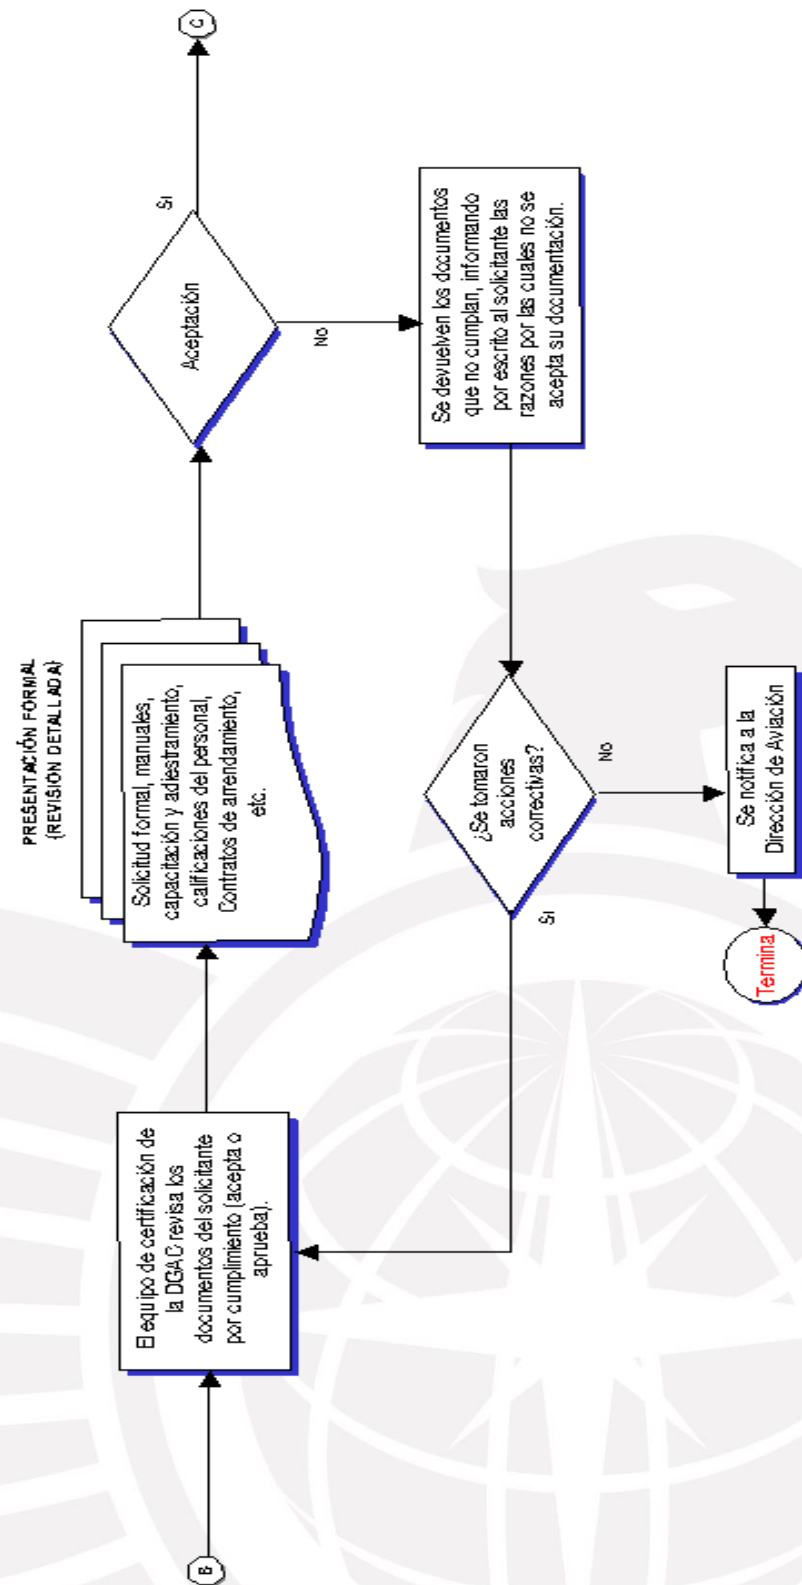 PRESENTACIÓN FORMAL
(REVISION DETALLADA)
B
El equipo de certificación de
la DGAC revisa los
documentos del solicitante
por cumplimiento (acepta o
aprueba).
Solicitud formal, manuales,
capacitación y adiestramiento,
calificaciones del personal,
Contratos de arrendamiento,
etc.
Aceptación
Si
C
No
Se devuelven los documentos
que no cumplan, informando
por escrito al solicitante las
razones por las cuales no se
acepta su documentación.
¿Se tomaron
acciones
correctivas?
Si
No
Se notifica a la
Dirección de Aviación
Termina